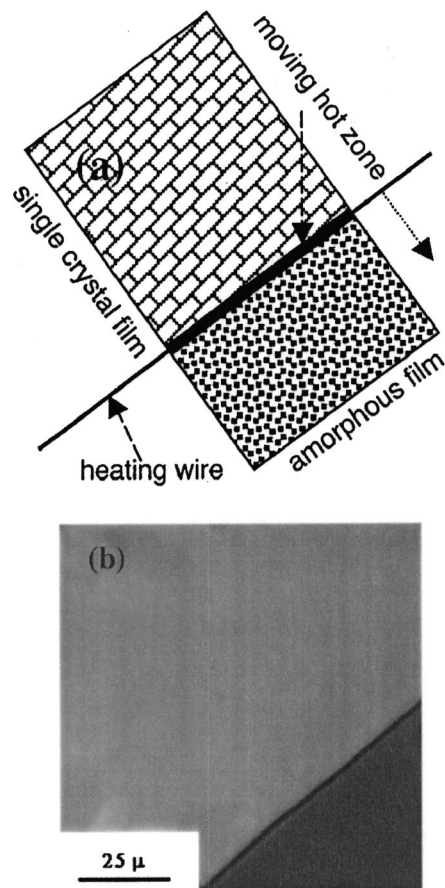 (a)
moving hot zone
single crystal film
amorphous film
heating wire
(b)
25 μ